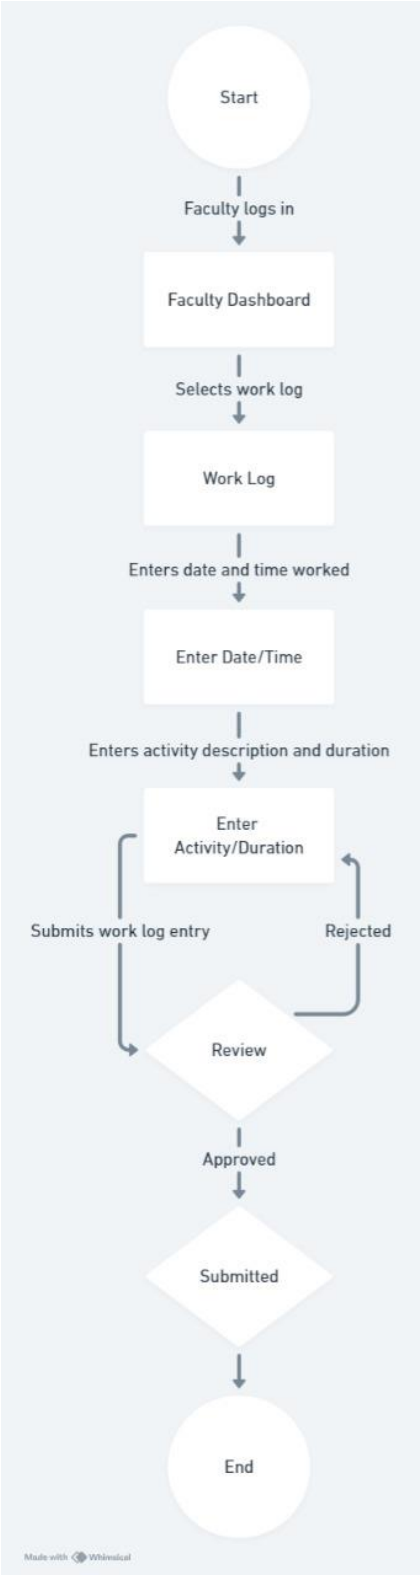 Start
Faculty logs in
Faculty Dashboard
Selects work log
Work Log
Enters date and time worked
Enter Date/Time
Enters activity description and duration
Enter
Activity/Duration
Submits work log entry
Rejected
Review
Approved
Submitted
End
Made with Whimsical